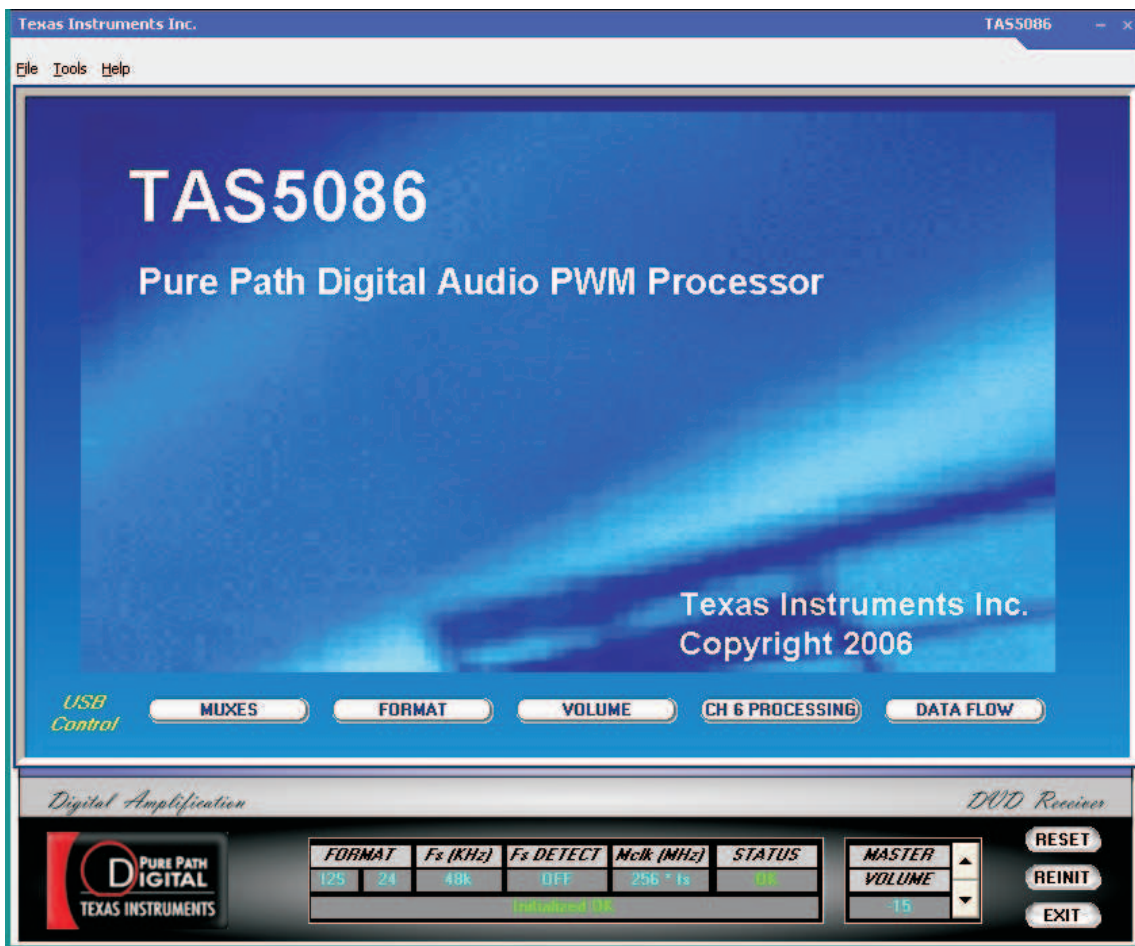 Texas Instruments Inc. TAS5086
File Tools Help
TAS5086
Pure Path Digital Audio PWM Processor
Texas Instruments Inc.
Copyright 2006
USB
Control
MUXES FORMAT VOLUME CH 6 PROCESSING DATA FLOW
Digital Amplification DVD Receiver
PURE PATH
DIGITAL
TEXAS INSTRUMENTS
FORMAT Fs (KHz) Fs DETECT Mclk (MHz) STATUS
I2S 24 48k OFF 256 * fs OK
Initialized OK
MASTER
VOLUME
-15
RESET
REINIT
EXIT